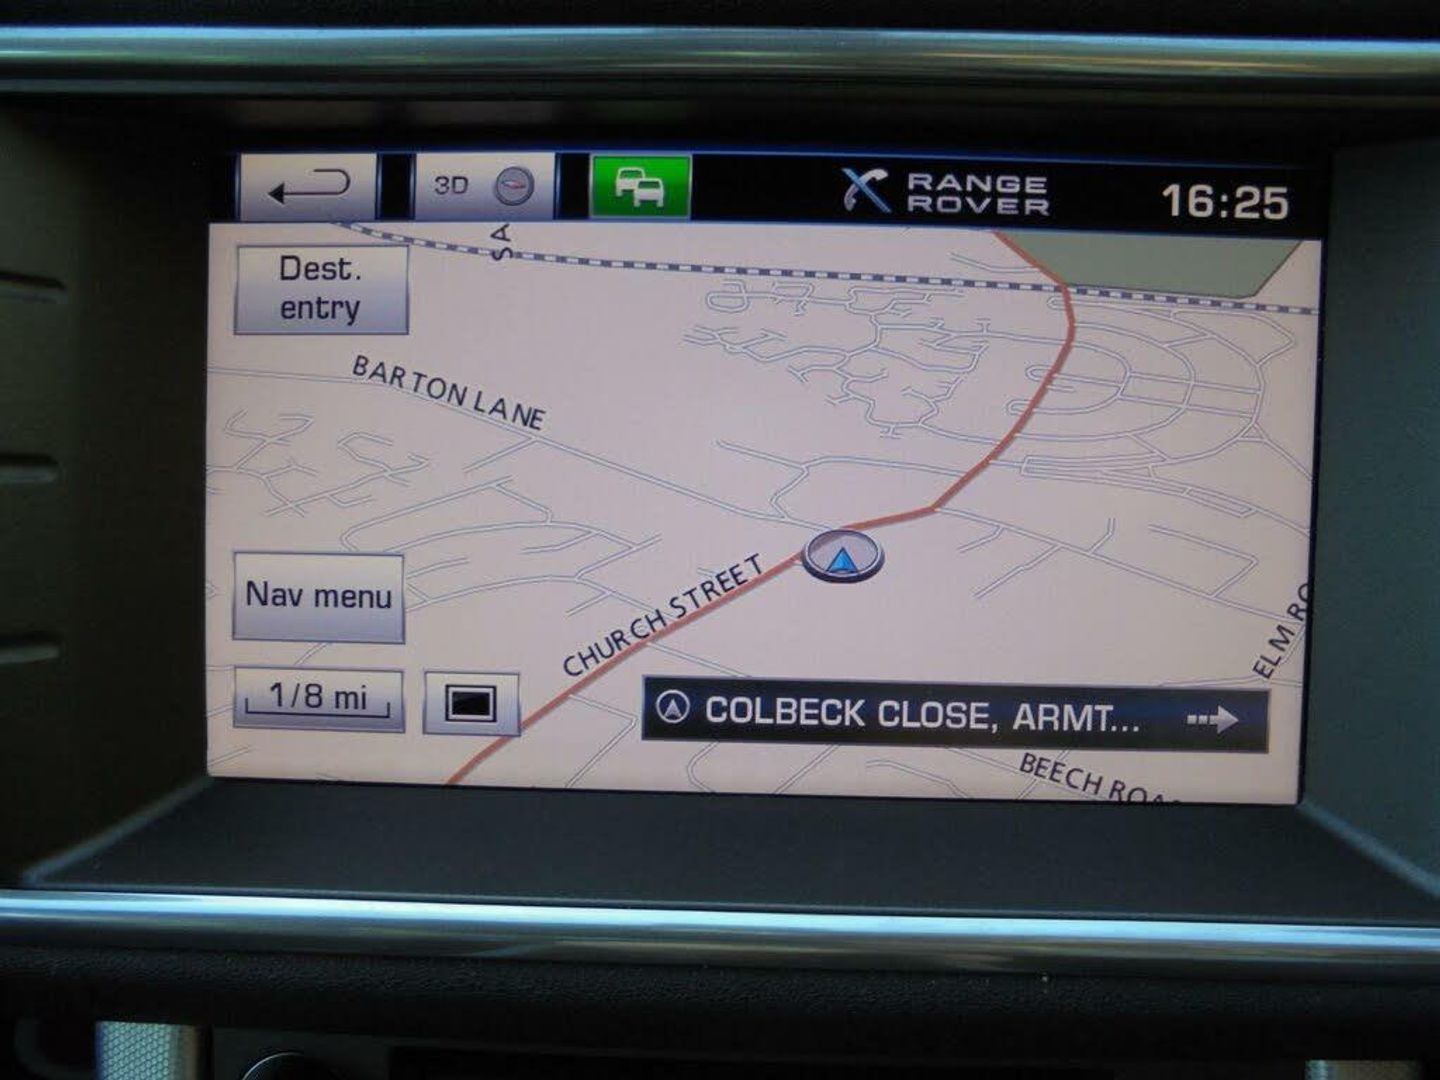 3D
RANGE
ROVER
16:25
SA
Dest.
entry
BARTON LANE
Nav menu
CHURCH STREET
ELM RO
1/8 mi
COLBECK CLOSE, ARMT...
BEECH ROA